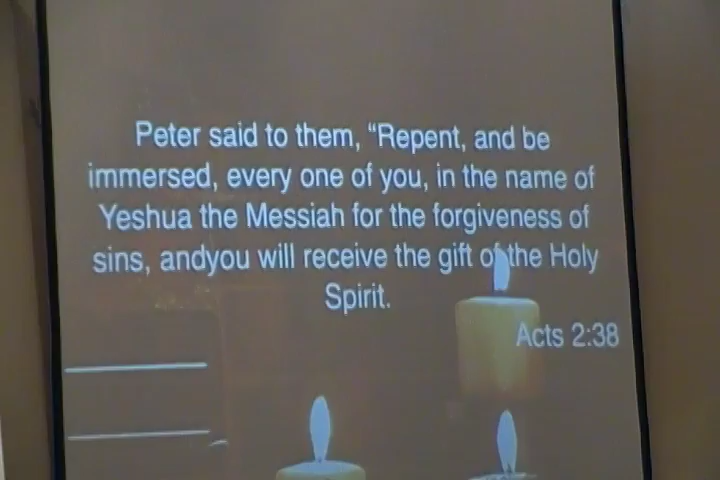 Peter said to them, “Repent, and be
immersed, every one of you, in the name of
Yeshua the Messiah for the forgiveness of
sins, andyou will receive the gift of the Holy
Spirit.
Acts 2:38